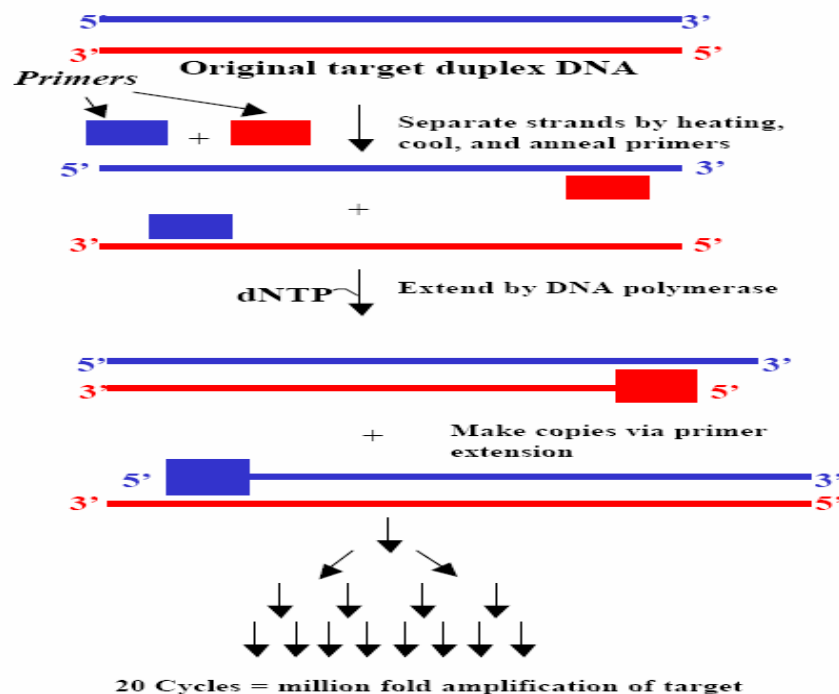 5’ 3’
3’ 5’
Original target duplex DNA
Primers
+
Separate strands by heating,
cool, and anneal primers
5’ 3’
+
3’ 5’
dNTP
Extend by DNA polymerase
5’ 3’
3’ 5’
+
Make copies via primer
extension
5’ 3’
3’ 5’
20 Cycles = million fold amplification of target